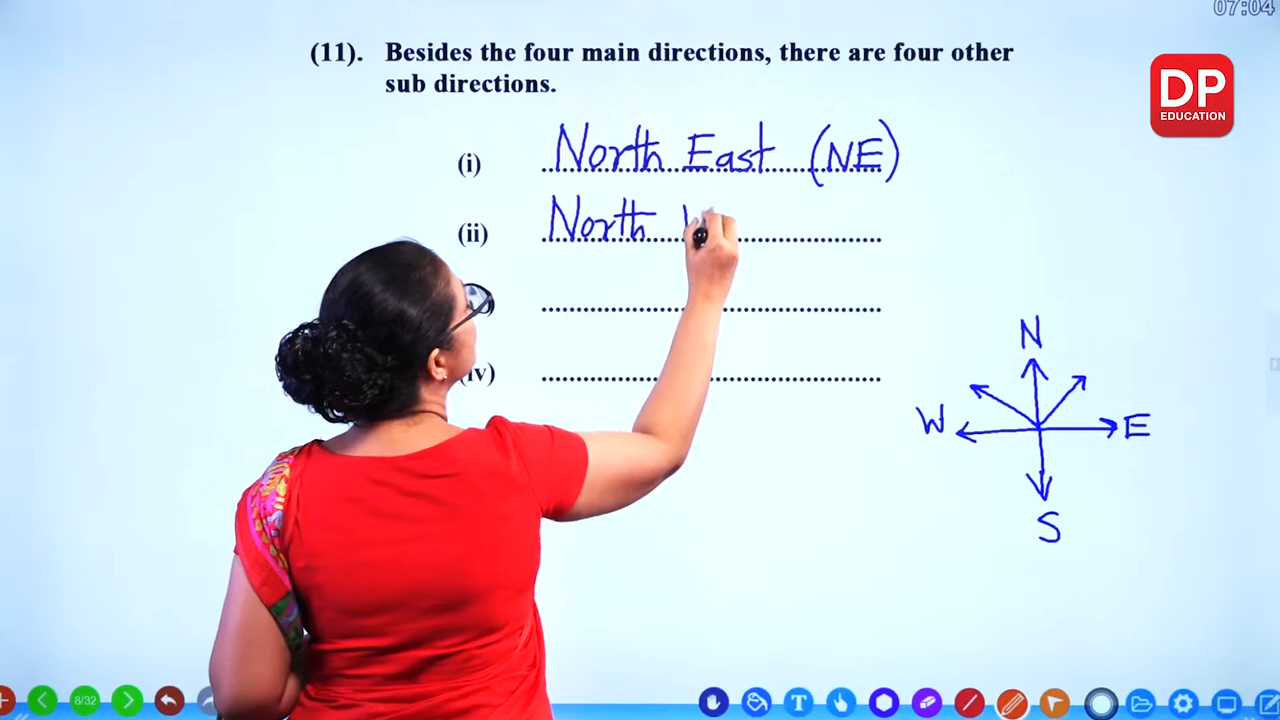 07:04
(11). Besides the four main directions, there are four other
sub directions.
DP
EDUCATION
(i) North East (NE)
(ii) North
N
W E
S
8/32